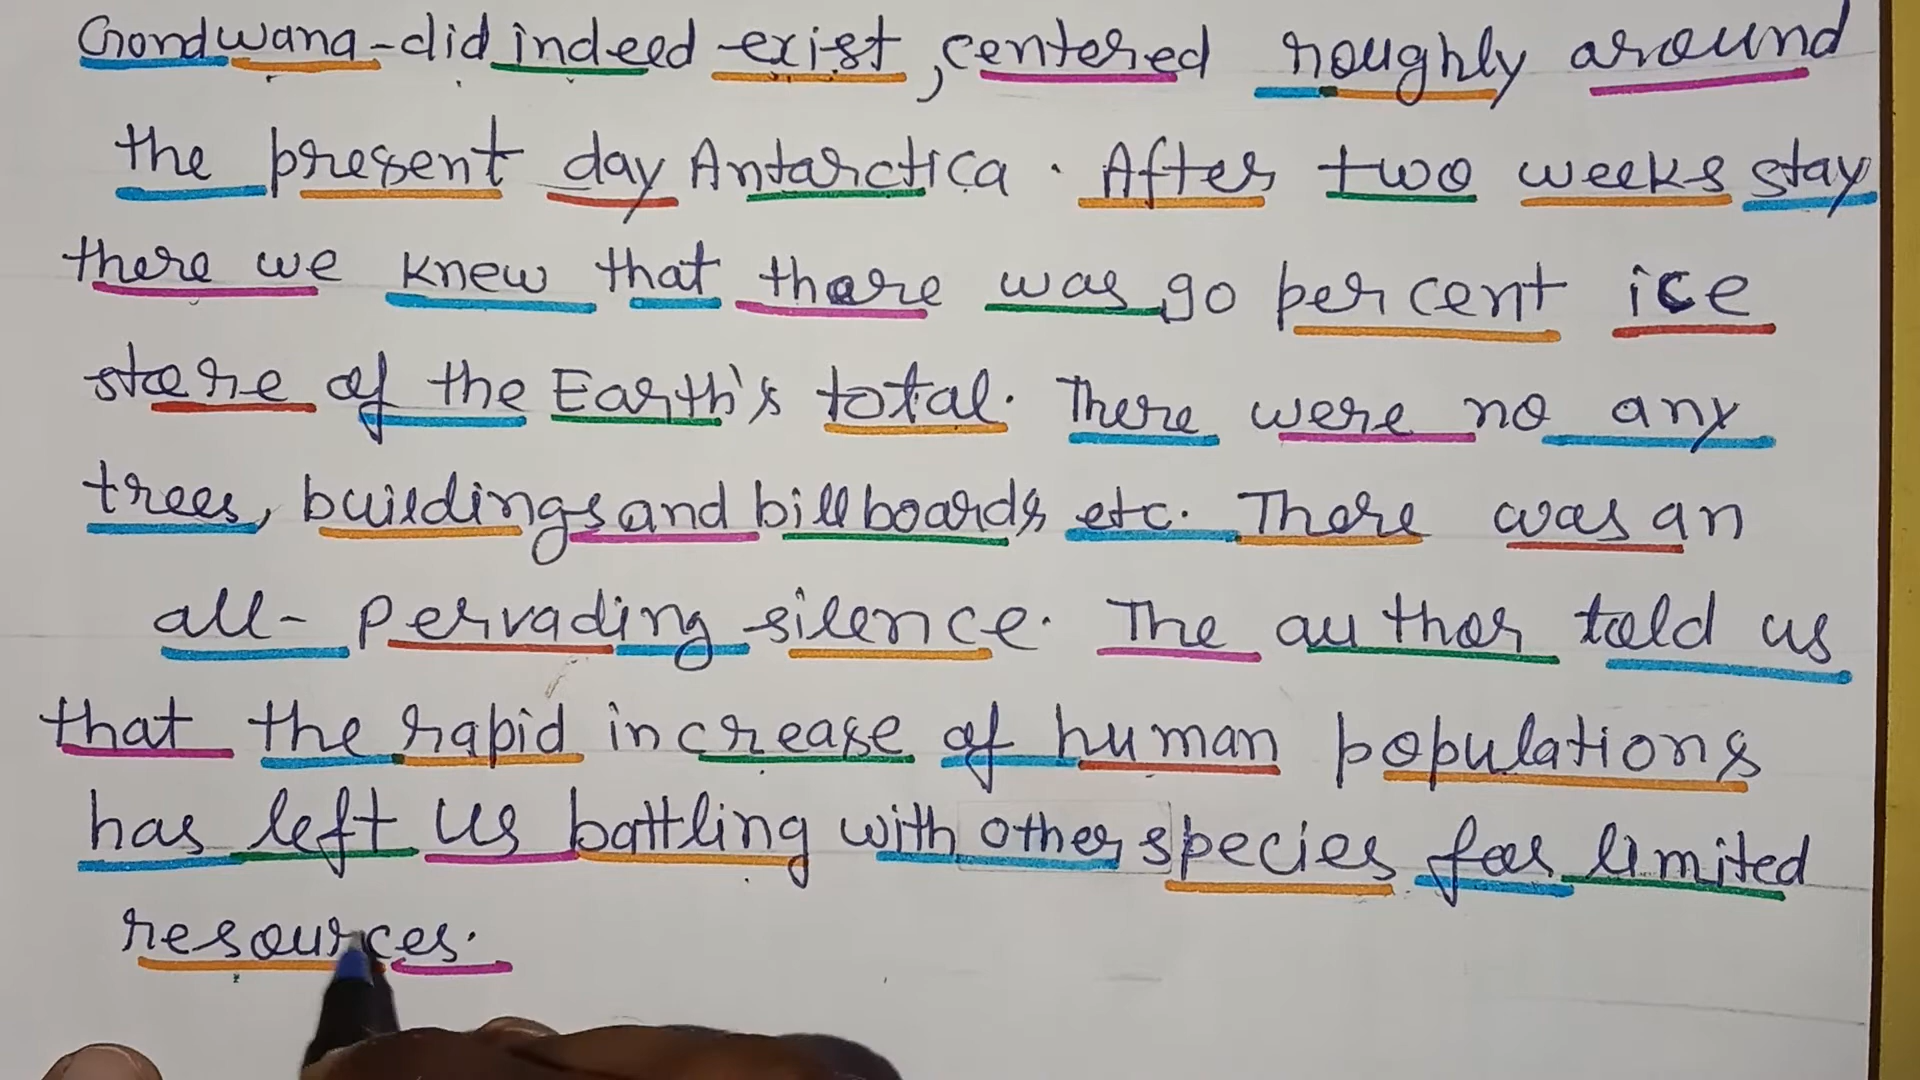 Gondwana-did indeed exist, centered roughly around
the present day Antarctica. After two weeks stay
there we knew that there was 90 percent ice
store of the Earth's total. There were no any
trees, buildings and billboards etc. There was an
all-pervading silence. The author told us
that the rapid increase of human populations
has left us battling with other species for limited
resources.